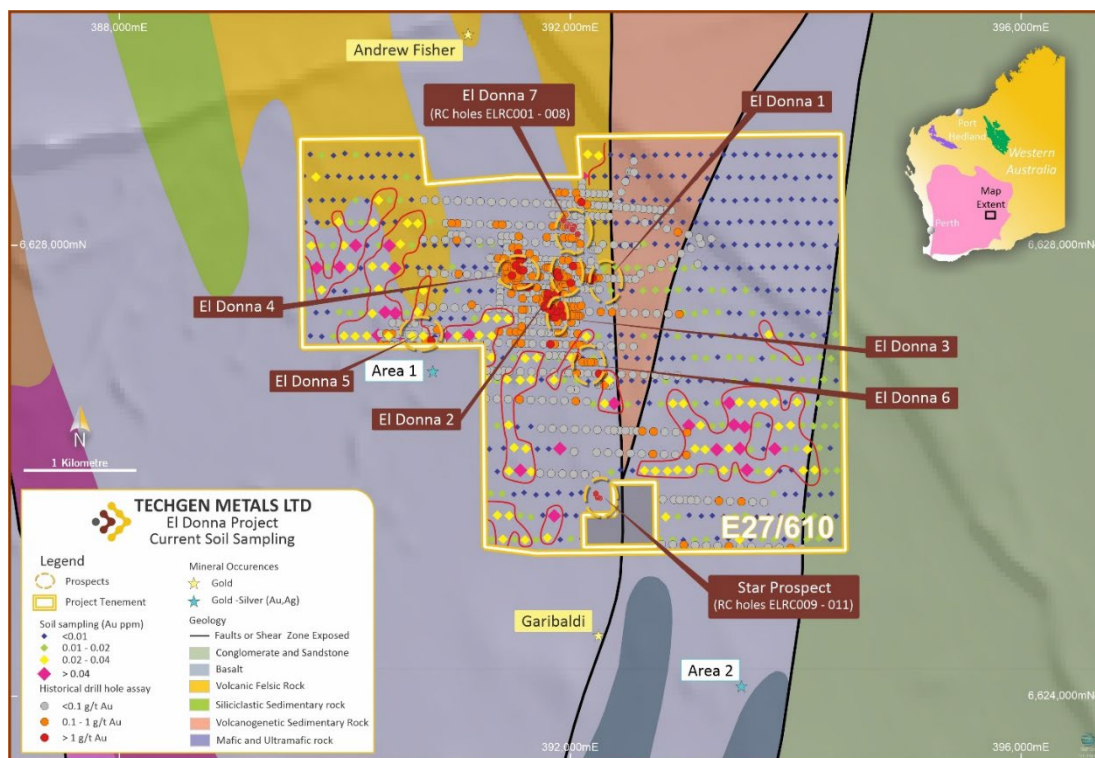 388,000mE
392,000mE
396,000mE
Andrew Fisher
El Donna 7
(RC holes ELRC001 - 008)
El Donna 1
Port
Hedland
Western
Australia
Map
Extent
Perth
6,628,000mN
6,628,000mN
El Donna 4
El Donna 3
El Donna 5
Area 1
El Donna 2
El Donna 6
N
1 Kilometre
E27/610
Star Prospect
(RC holes ELRC009 - 011)
Garibaldi
Area 2
6,624,000mN
TECHGEN METALS LTD
El Donna Project
Current Soil Sampling
Legend
Prospects
Project Tenement
Soil sampling (Au ppm)
<0.01
0.01 - 0.02
0.02 - 0.04
> 0.04
Historical drill hole assay
<0.1 g/t Au
0.1 - 1 g/t Au
> 1 g/t Au
Mineral Occurences
Gold
Gold -Silver (Au,Ag)
Geology
Faults or Shear Zone Exposed
Conglomerate and Sandstone
Basalt
Volcanic Felsic Rock
Siliciclastic Sedimentary rock
Volcanogenetic Sedimentary Rock
Mafic and Ultramafic rock
392,000mE
396,000mE